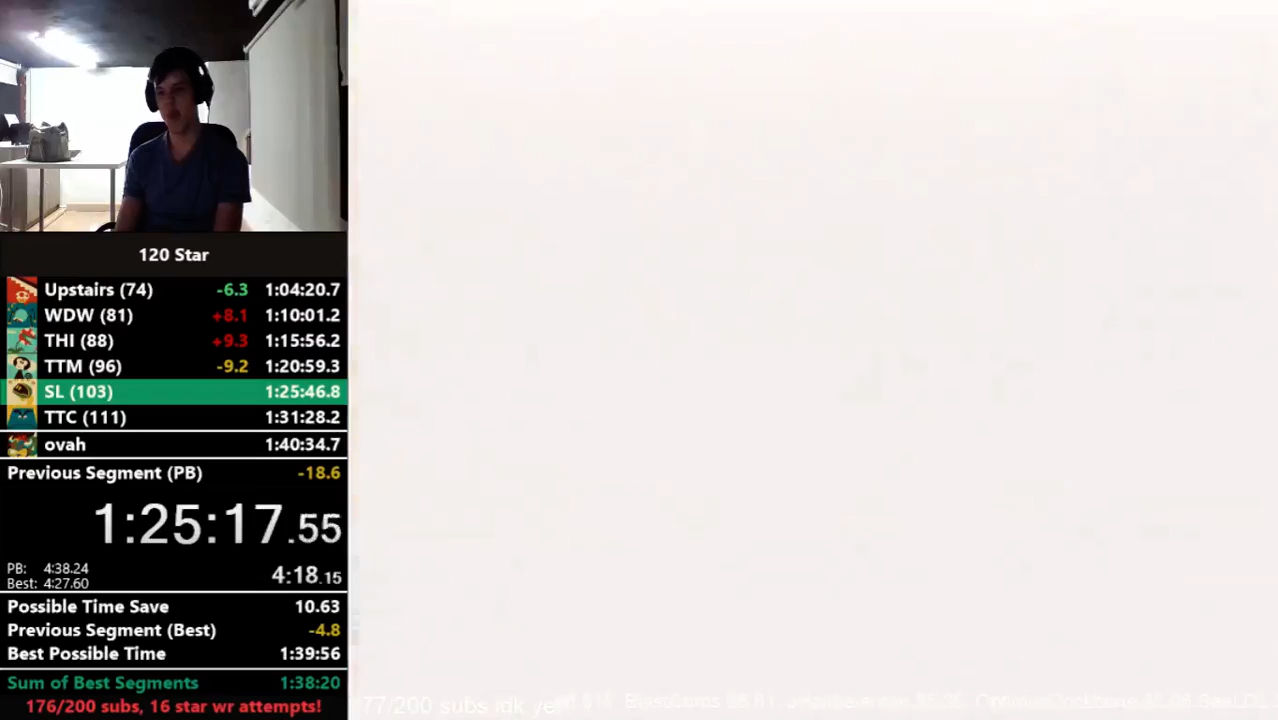 120 Star
Upstairs (74) -6.3 1:04:20.7
WDW (81) +8.1 1:10:01.2
THI (88) +9.3 1:15:56.2
TTM (96) -9.2 1:20:59.3
SL (103) 1:25:46.8
TTC (111) 1:31:28.2
ovah 1:40:34.7
Previous Segment (PB) -18.6
1:25:17.55
PB: 4:38.24
Best: 4:27.60
4:18.15
Possible Time Save 10.63
Previous Segment (Best) -4.8
Best Possible Time 1:39:56
Sum of Best Segments 1:38:20
176/200 subs, 16 star wr attempts!
77/200 subs idk